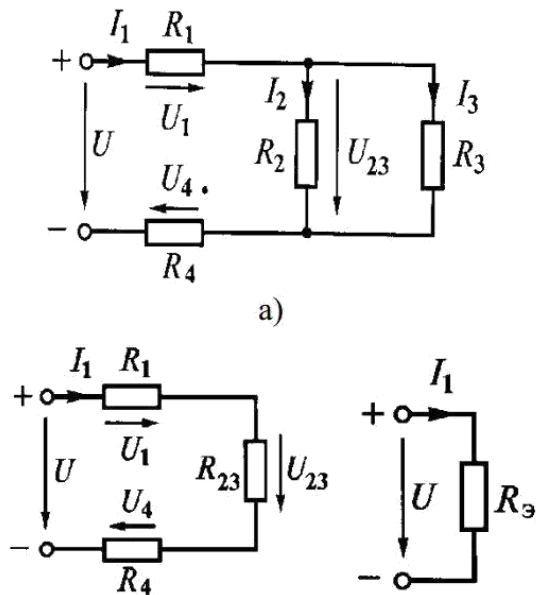 I₁ R₁
+
U₁ I₂ I₃
U R₂ U₂₃ R₃
U₄.
−
R₄
а)
I₁ R₁ I₁
+ +
U₁
U R₂₃ U₂₃ U Rэ
U₄
− −
R₄